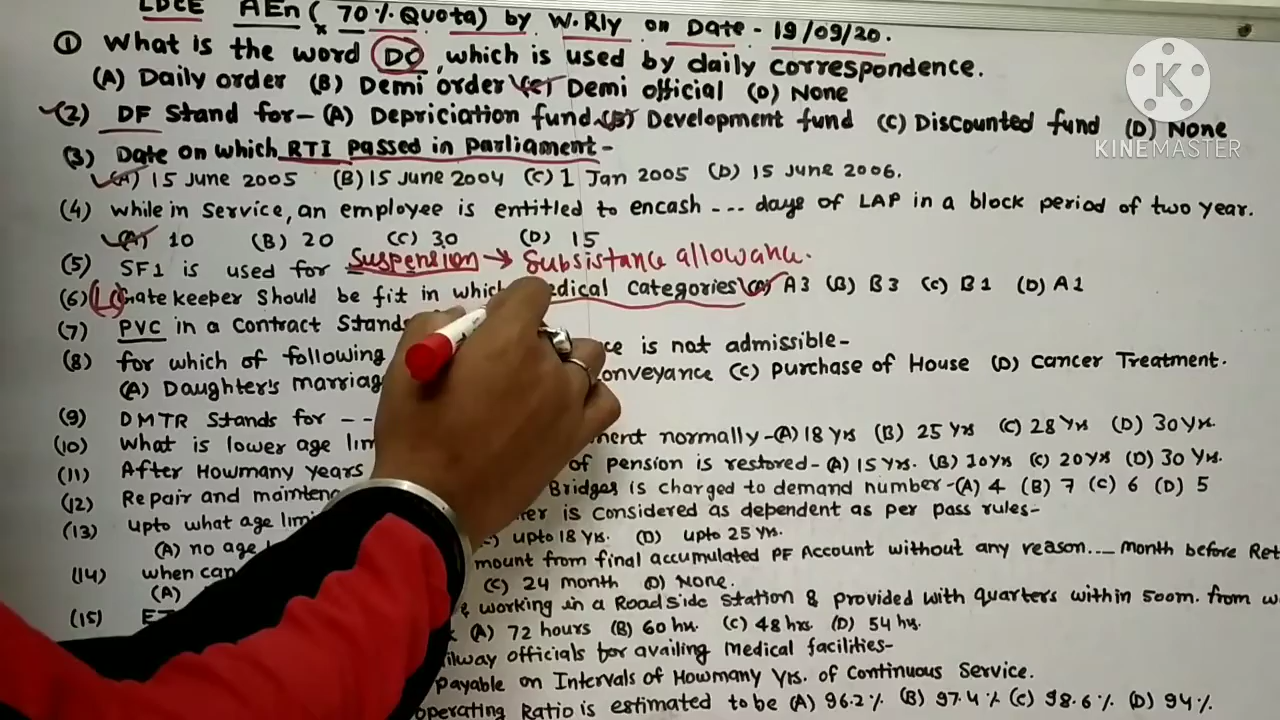 LDCE AEn (70% Quota) by W.Rly on Date - 19/09/20.
① What is the word DO, which is used by daily correspondence.
(A) Daily order (B) Demi order (C) Demi official (D) None
(2) DF Stand for - (A) Depriciation fund (B) Development fund (C) Discounted fund (D) None
KINEMASTER
(3) Date on which RTI passed in Parliament -
(A) 15 June 2005 (B) 15 June 2004 (C) 1 Jan 2005 (D) 15 June 2006.
(4) while in Service, an employee is entitled to encash ... days of LAP in a block period of two year.
(A) 10 (B) 20 (C) 30 (D) 15
(5) SF1 is used for Suspension → Subsistance allowance.
(6) Gate keeper Should be fit in which medical categories (A) A3 (B) B3 (C) B1 (D) A1
(7) PVC in a Contract Stands
(8) for which of following is not admissible -
(A) Daughter's marriage conveyance (C) purchase of House (D) Cancer Treatment.
(9) DMTR Stands for - -
(10) What is lower age normally - (A) 18 Yrs (B) 25 Yrs (C) 28 Yrs (D) 30 Yrs.
(11) After Howmany years of pension is restored - (A) 15 Yrs. (B) 10 Yrs (C) 20 Yrs (D) 30 Yrs.
(12) Repair and Bridges is charged to demand number - (A) 4 (B) 7 (C) 6 (D) 5
(13) upto what age is considered as dependent as per pass rules -
(A) no age upto 18 Yrs. (D) upto 25 Yrs.
(14) when can mount from final accumulated PF Account without any reason ... month before Ret
(A) (C) 24 month (D) None.
(15) working in a Road Side Station & provided with quarters within 500m. from
(A) 72 hours (B) 60 hrs. (C) 48 hrs. (D) 54 hrs.
ilway officials for availing Medical facilities -
payable on Intervals of Howmany Yrs. of Continuous Service.
operating Ratio is estimated to be (A) 96.2% (B) 97.4% (C) 98.6% (D) 94%.